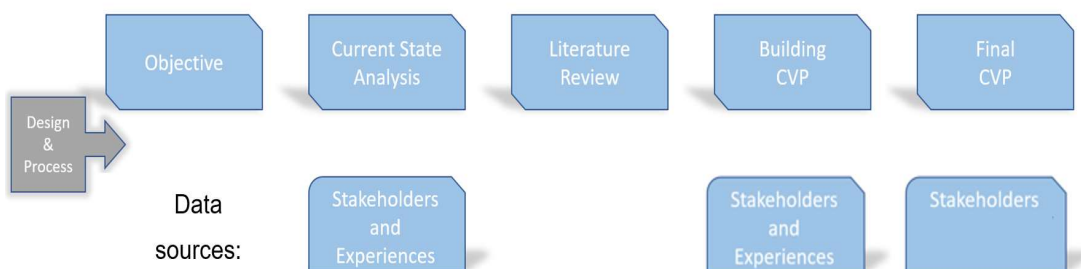 Objective
Current State
Analysis
Literature
Review
Building
CVP
Final
CVP
Design
&
Process
Data
sources:
Stakeholders
and
Experiences
Stakeholders
and
Experiences
Stakeholders